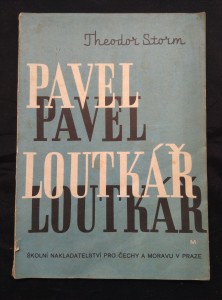 Theodor Storm
PAVEL
PAVEL
LOUTKÁŘ
LOUTKÁŘ
M
ŠKOLNÍ NAKLADATELSTVÍ PRO ČECHY A MORAVU V PRAZE